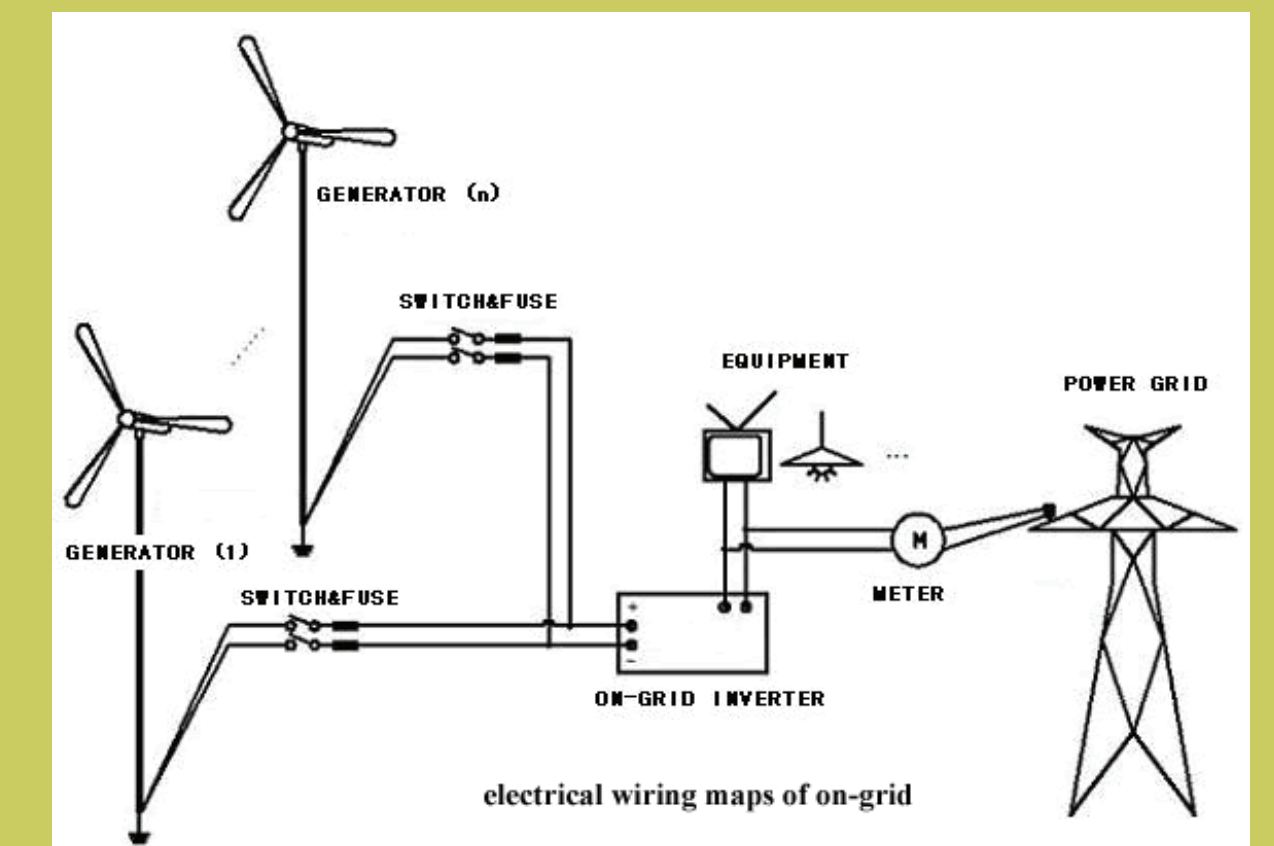 GENERATOR (n)
SWITCH&FUSE
EQUIPMENT
...
POWER GRID
GENERATOR (1)
M
METER
SWITCH&FUSE
+
-
ON-GRID INVERTER
electrical wiring maps of on-grid